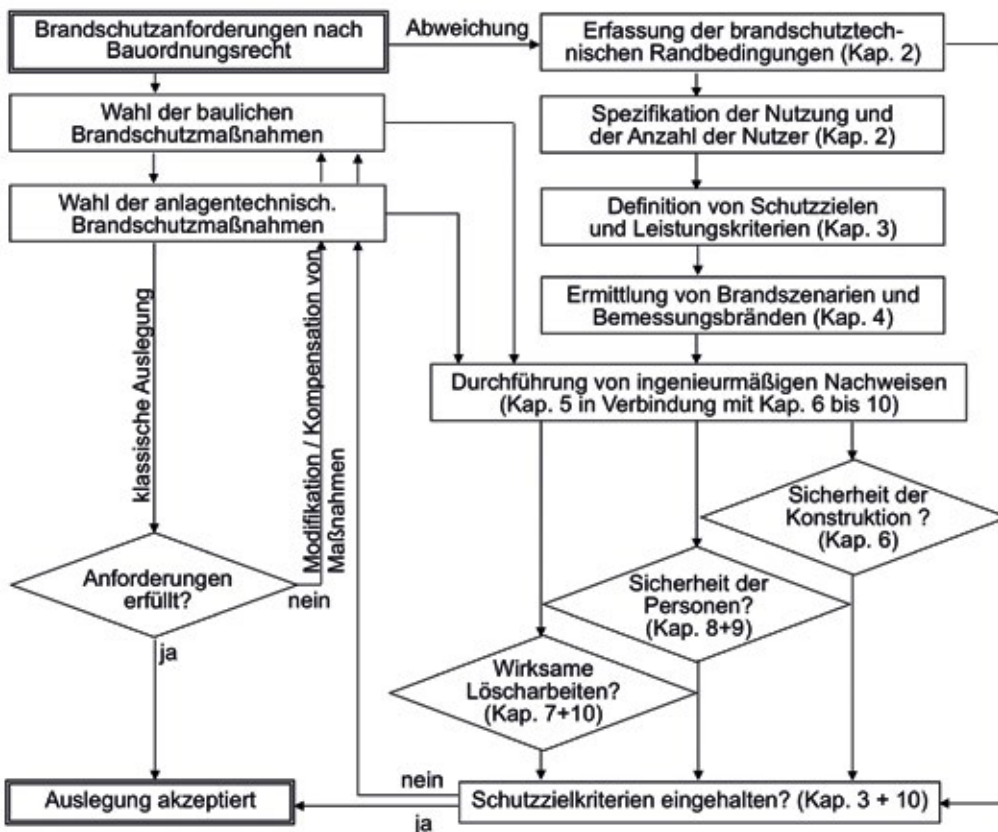 Brandschutzanforderungen nach
Bauordnungsrecht
Abweichung
Erfassung der brandschutztech-
nischen Randbedingungen (Kap. 2)
Wahl der baulichen
Brandschutzmaßnahmen
Spezifikation der Nutzung und
der Anzahl der Nutzer (Kap. 2)
Wahl der anlagentechnisch.
Brandschutzmaßnahmen
Definition von Schutzzielen
und Leistungskriterien (Kap. 3)
Ermittlung von Brandszenarien und
Bemessungsbränden (Kap. 4)
klassische Auslegung
Modifikation / Kompensation von
Maßnahmen
Durchführung von ingenieurmäßigen Nachweisen
(Kap. 5 in Verbindung mit Kap. 6 bis 10)
Sicherheit der
Konstruktion ?
(Kap. 6)
Anforderungen
erfüllt?
nein
ja
Sicherheit der
Personen?
(Kap. 8+9)
Wirksame
Löscharbeiten?
(Kap. 7+10)
Auslegung akzeptiert
nein
ja
Schutzzielkriterien eingehalten? (Kap. 3 + 10)